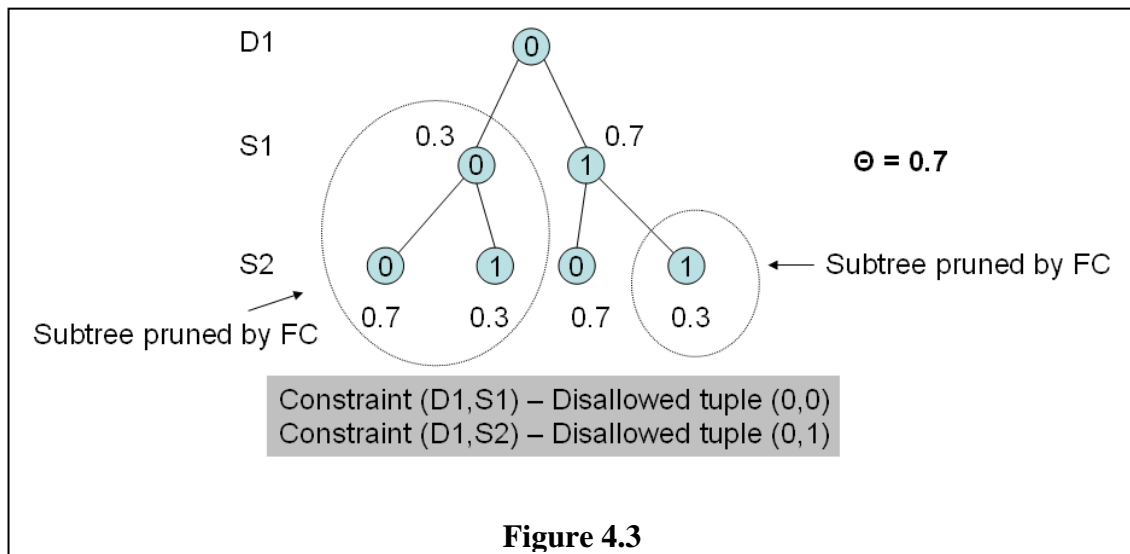 D1
0
0.3
0.7
S1
0
1
Θ = 0.7
S2
0
1
0
1
Subtree pruned by FC
0.7
0.3
0.7
0.3
Subtree pruned by FC
Constraint (D1,S1) – Disallowed tuple (0,0)
Constraint (D1,S2) – Disallowed tuple (0,1)
Figure 4.3